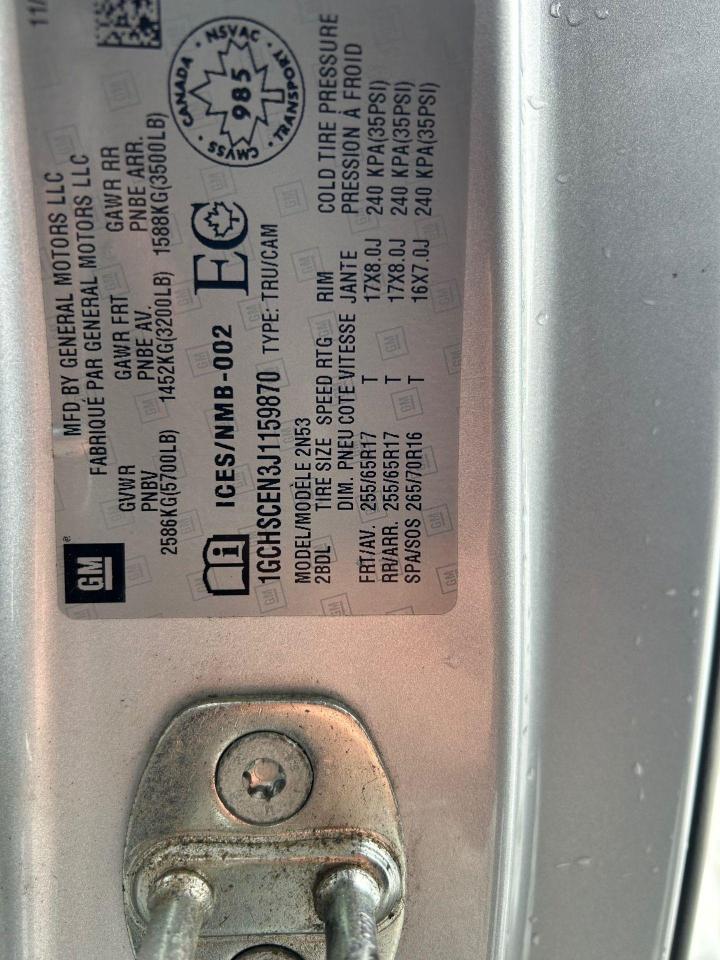 11/
GM
MFD BY GENERAL MOTORS LLC
FABRIQUÉ PAR GENERAL MOTORS LLC
GVWR GAWR FRT GAWR RR
PNBV PNBE AV. PNBE ARR.
2586KG(5700LB) 1452KG(3200LB) 1588KG(3500LB)
CANADA · NSVAC · TRANSPORT · CMVSS
985
T
i ICES/NMB-002 EC
1GCHSCEN3J1159870 TYPE: TRU/CAM
MODEL/MODÈLE 2N53
2BDL TIRE SIZE SPEED RTG RIM COLD TIRE PRESSURE
DIM. PNEU COTE VITESSE JANTE PRESSION À FROID
FRT/AV. 255/65R17 T 17X8.0J 240 KPA(35PSI)
RR/ARR. 255/65R17 T 17X8.0J 240 KPA(35PSI)
SPA/SOS 265/70R16 T 16X7.0J 240 KPA(35PSI)